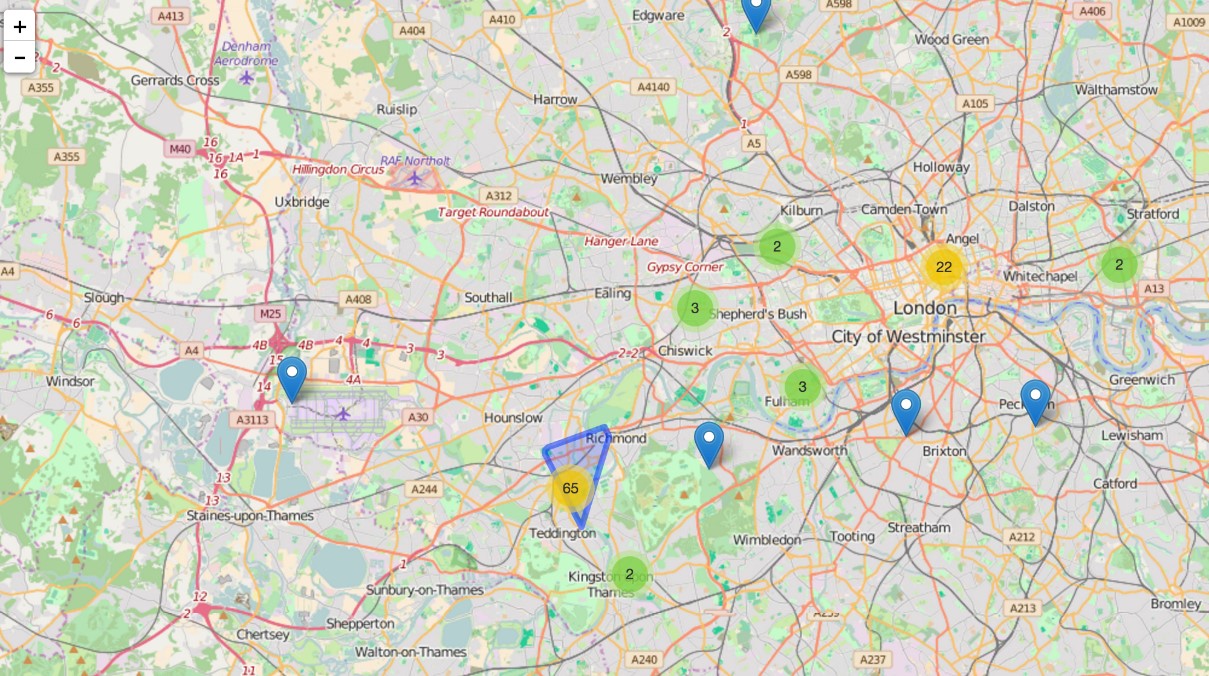 A413
A410
Edgware
A598
A406
A1009
+
A404
2
Wood Green
−
2
Denham
Aerodrome
A355
Gerrards Cross
A4140
A598
Walthamstow
Ruislip
Harrow
A105
1
A5
M40
16
16
1A
1
16
A355
Hillingdon Circus
RAF Northolt
Holloway
Wembley
A312
Uxbridge
Target Roundabout
Kilburn
Camden Town
Dalston
Stratford
Hanger Lane
2
Angel
Gypsy Corner
22
Whitechapel
2
A4
Slough
A408
Southall
Ealing
A13
3
Shepherd's Bush
London
6
6
M25
City of Westminster
A4
4B
4B
4
4
3
3
2
2
Chiswick
15
4A
Windsor
14
3
Fulham
Greenwich
A3113
A30
Hounslow
Richmond
Wandsworth
Brixton
Lewisham
13
13
A244
65
Catford
Staines-upon-Thames
Teddington
Wimbledon
Tooting
Streatham
A212
1
2
Thames
Sunbury-on-Thames
12
2
Shepperton
A213
Bromley
Chertsey
Walton-on-Thames
A240
A237
11